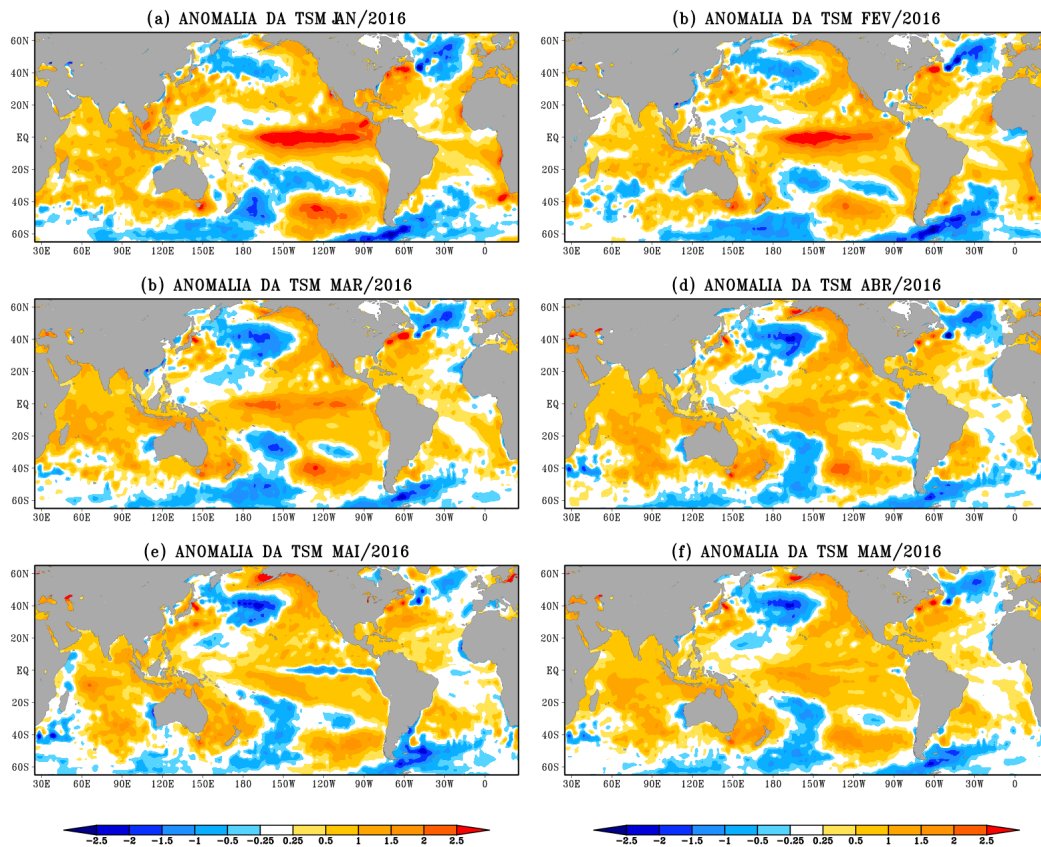 (a) ANOMALIA DA TSM JAN/2016
(b) ANOMALIA DA TSM FEV/2016
60N
40N
20N
EQ
20S
40S
60S
30E 60E 90E 120E 150E 180 150W 120W 90W 60W 30W 0
60N
40N
20N
EQ
20S
40S
60S
30E 60E 90E 120E 150E 180 150W 120W 90W 60W 30W 0
(b) ANOMALIA DA TSM MAR/2016
(d) ANOMALIA DA TSM ABR/2016
60N
40N
20N
EQ
20S
40S
60S
30E 60E 90E 120E 150E 180 150W 120W 90W 60W 30W 0
60N
40N
20N
EQ
20S
40S
60S
30E 60E 90E 120E 150E 180 150W 120W 90W 60W 30W 0
(e) ANOMALIA DA TSM MAI/2016
(f) ANOMALIA DA TSM MAM/2016
60N
40N
20N
EQ
20S
40S
60S
30E 60E 90E 120E 150E 180 150W 120W 90W 60W 30W 0
60N
40N
20N
EQ
20S
40S
60S
30E 60E 90E 120E 150E 180 150W 120W 90W 60W 30W 0
-2.5 -2 -1.5 -1 -0.5 -0.25 0.25 0.5 1 1.5 2 2.5
-2.5 -2 -1.5 -1 -0.5 -0.25 0.25 0.5 1 1.5 2 2.5